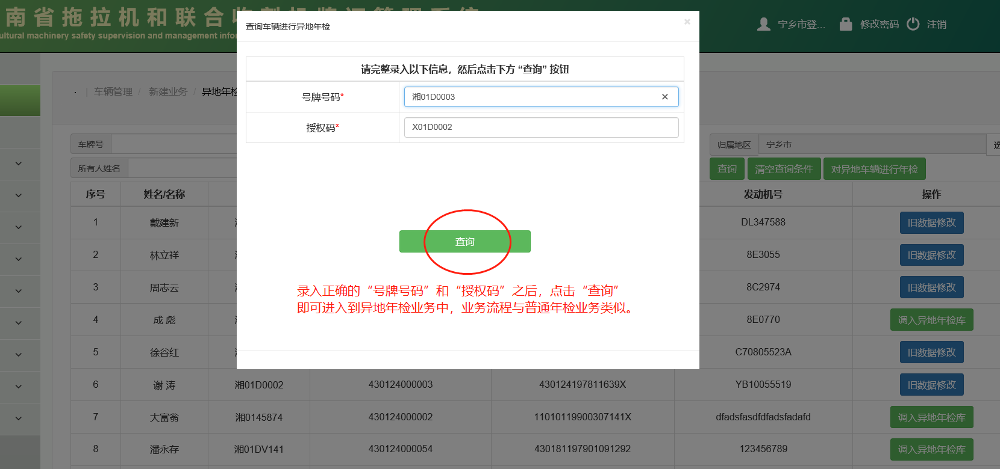 南省拖拉机和联合收割机牌证管理系统
ultural machinery safety supervision and management infor
宁乡市登...
修改密码
注销
查询车辆进行异地年检
×
请完整录入以下信息，然后点击下方 “查询” 按钮
号牌号码* 湘01D0003 ×
授权码* X01D0002
查询
录入正确的“号牌号码”和“授权码”之后，点击“查询”
即可进入到异地年检业务中，业务流程与普通年检业务类似。
· | 车辆管理 / 新建业务 / 异地年检
车牌号
归属地区 宁乡市
所有人姓名
查询 清空查询条件 对异地车辆进行年检
序号 姓名/名称 发动机号 操作
1 戴建新 DL347588 旧数据修改
2 林立祥 8E3055 旧数据修改
3 周志云 8C2974 旧数据修改
4 成 彪 8E0770 调入异地年检库
5 徐谷红 C70805523A 旧数据修改
6 谢 涛 湘01D0002 430124000003 430124197811639X YB10055519 旧数据修改
7 大富翁 湘0145874 430124000002 11010119900307141X dfadsfasdfdfadsfadafd 调入异地年检库
8 潘永存 湘01DV141 430124000054 430181197901091292 123456789 调入异地年检库